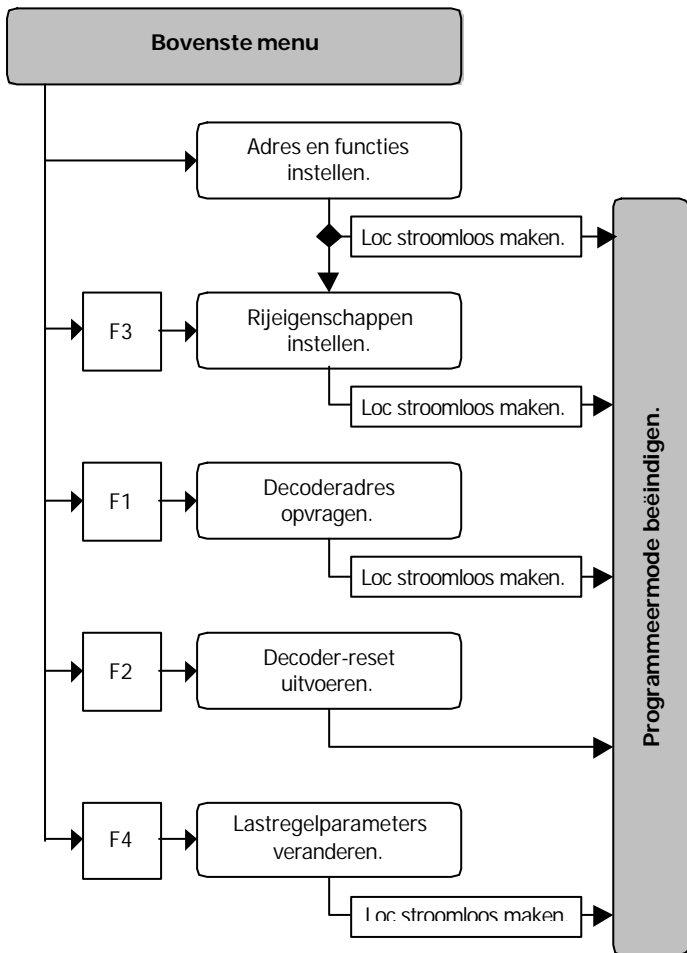 Bovenste menu
Adres en functies
instellen.
Loc stroomloos maken.
F3
Rijeigenschappen
instellen.
Loc stroomloos maken.
F1
Decoderadres
opvragen.
Loc stroomloos maken.
F2
Decoder-reset
uitvoeren.
F4
Lastregelparameters
veranderen.
Loc stroomloos maken.
Programmeermode beëindigen.